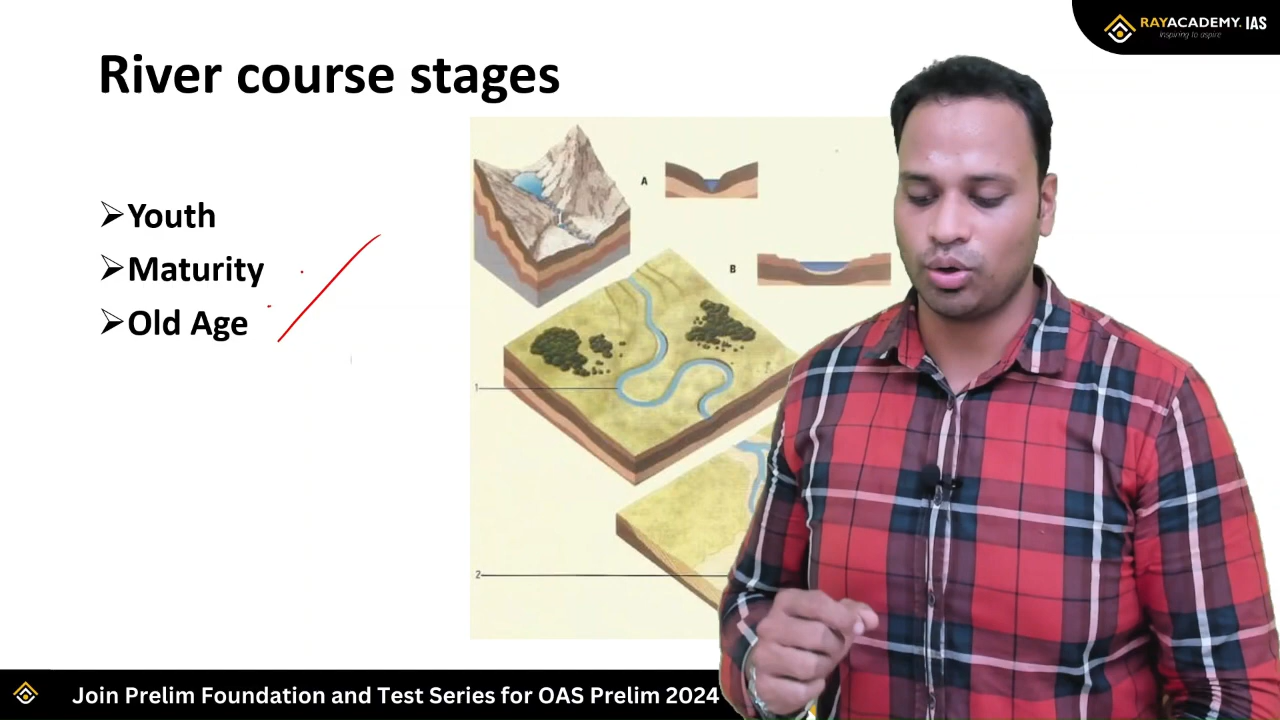 RAYACADEMY. IAS
Inspiring to aspire
River course stages
Youth
Maturity
Old Age
A
B
1
2
Join Prelim Foundation and Test Series for OAS Prelim 2024